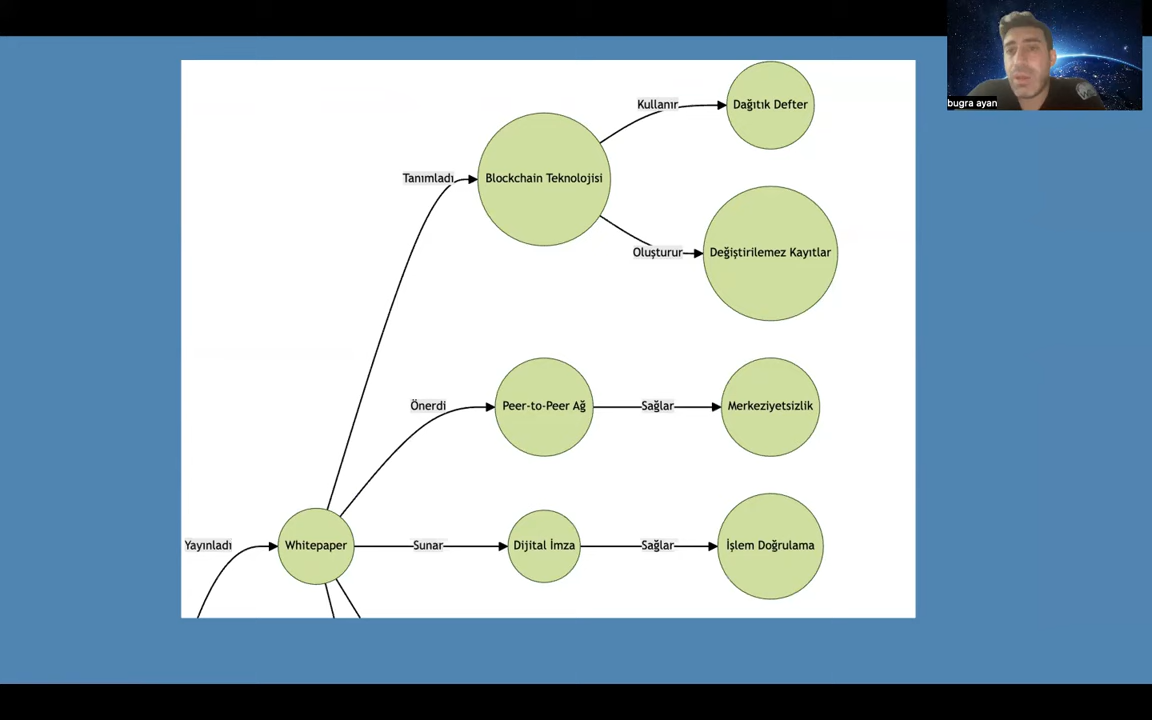 bugra ayan
Kullanır
Dağıtık Defter
Tanımladı
Blockchain Teknolojisi
Oluşturur
Değiştirilemez Kayıtlar
Önerdi
Peer-to-Peer Ağ
Sağlar
Merkeziyetsizlik
Yayınladı
Whitepaper
Sunar
Dijital İmza
Sağlar
İşlem Doğrulama